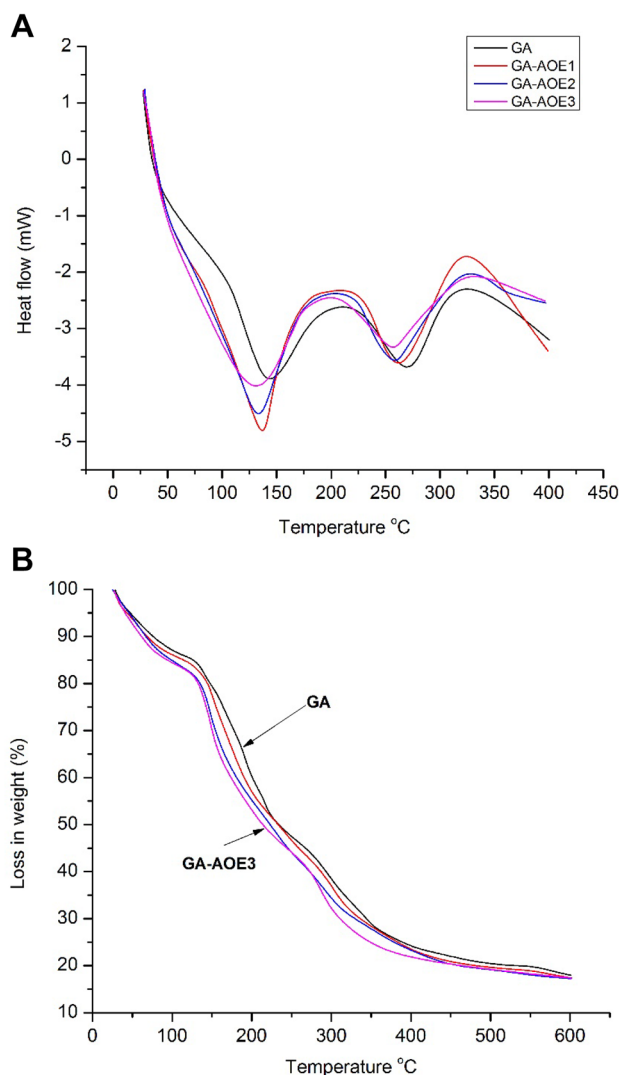 A
GA
GA-AOE1
GA-AOE2
GA-AOE3
2
1
0
-1
-2
-3
-4
-5
Heat flow (mW)
0 50 100 150 200 250 300 350 400 450
Temperature °C
B
100
90
80
70
60
50
40
30
20
10
Loss in weight (%)
GA
GA-AOE3
0 100 200 300 400 500 600
Temperature °C